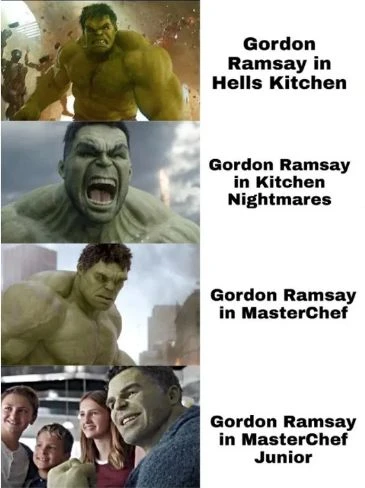 Gordon
Ramsay in
Hells Kitchen
Gordon Ramsay
in Kitchen
Nightmares
Gordon Ramsay
in MasterChef
Gordon Ramsay
in MasterChef
Junior